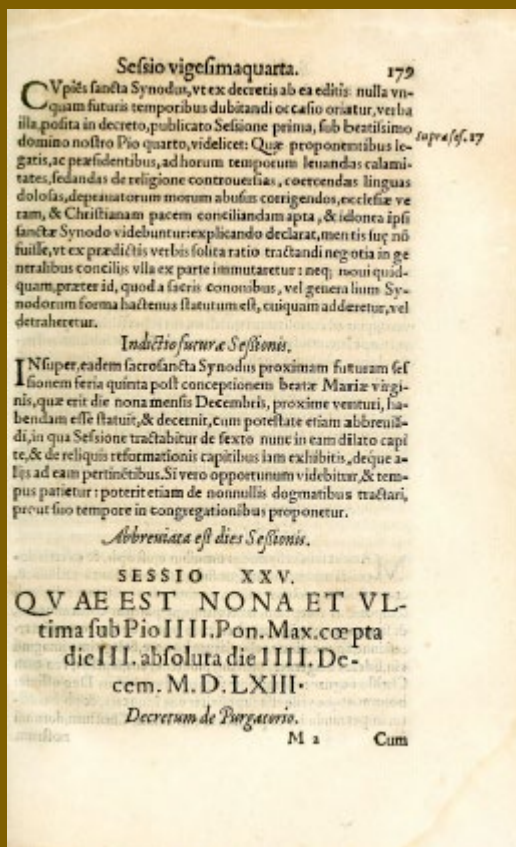 Seſsio vigeſimaquarta. 179
CVpiẽs ſancta Synodus, vt ex decretis ab ea editis nulla vn-
quam futuris temporibus dubitandi occaſio oriatur, verba
illa, poſita in decreto, publicato Seſsione prima, ſub beatiſsimo
domino noſtro Pio quarto, videlicet: Quæ proponentibus le-
gatis, ac præſidentibus, ad horum temporum leuandas calami-
tates, ſedandas de religione controuerſias, coercendas linguas
doloſas, deprauatorum morum abuſus corrigendos, eccleſiæ ve
ram, & Chriſtianam pacem conciliandam apta, & idonea ipſi
ſanctæ Synodo videbuntur: explicando declarat, mentis ſuę nõ
fuiſſe, vt ex prædictis verbis ſolita ratio tractandi negotia in ge
neralibus concilijs vlla ex parte immutaretur: neq; noui quid-
quam, præter id, quod a ſacris cononibus, vel generalium Sy-
nodorum forma hactenus ſtatutum eſt, cuiquam adderetur, vel
detraheretur.
ſupra ſeſ. 17
Indictio futuræ Seſsionis.
INſuper, eadem ſacroſancta Synodus proximam futuram ſeſ
ſionem feria quinta poſt conceptionem beatæ Mariæ virgi-
nis, quæ erit die nona menſis Decembris, proxime venturi, ha-
bendam eſſe ſtatuit, & decernit, cum poteſtate etiam abbreuiã-
di, in qua Seſsione tractabitur de ſexto nunc in eam dilato capi
te, & de reliquis reformationis capitibus iam exhibitis, deque a-
lijs ad eam pertinẽtibus. Si vero opportunum videbitur, & tem-
pus patietur: poterit etiam de nonnullis dogmatibus tractari,
prout ſuo tempore in congregationibus proponetur.
Abbreuiata eſt dies Seſsionis.
SESSIO XXV.
QVAE EST NONA ET VL-
tima ſub Pio IIII. Pon. Max. cœpta
die III. abſoluta die IIII. De-
cem. M. D. LXIII.
Decretum de Purgatorio.
M 2 Cum